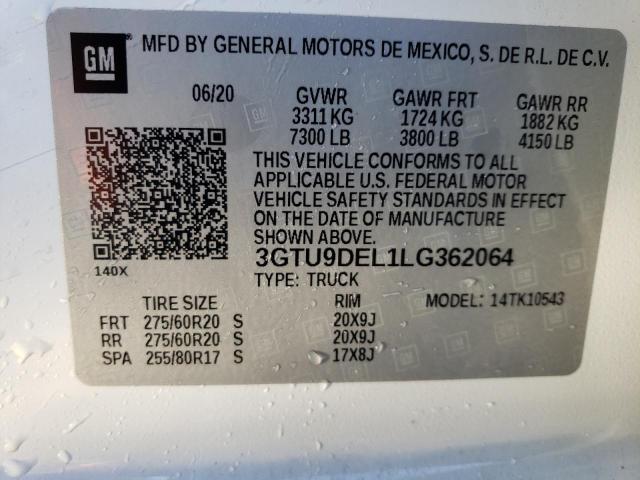 GM
MFD BY GENERAL MOTORS DE MEXICO, S. DE R.L. DE C.V.
06/20 GVWR GAWR FRT GAWR RR
3311 KG 1724 KG 1882 KG
7300 LB 3800 LB 4150 LB
THIS VEHICLE CONFORMS TO ALL
APPLICABLE U.S. FEDERAL MOTOR
VEHICLE SAFETY STANDARDS IN EFFECT
ON THE DATE OF MANUFACTURE
SHOWN ABOVE.
140X
3GTU9DEL1LG362064
TYPE: TRUCK
TIRE SIZE RIM MODEL: 14TK10543
FRT 275/60R20 S 20X9J
RR 275/60R20 S 20X9J
SPA 255/80R17 S 17X8J